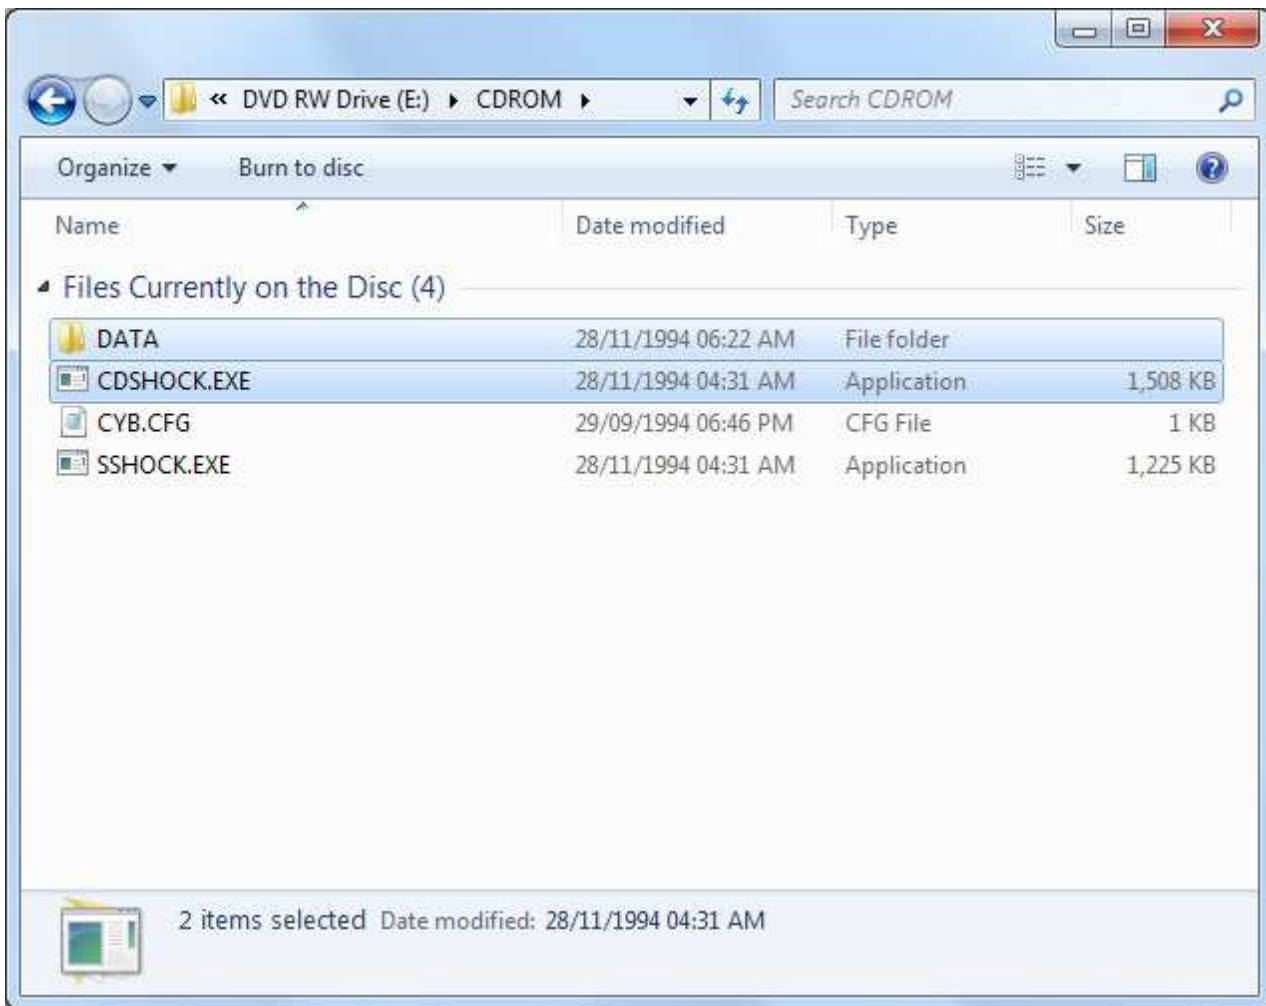 « DVD RW Drive (E:) CDROM Search CDROM
Organize Burn to disc
Name Date modified Type Size
Files Currently on the Disc (4)
DATA 28/11/1994 06:22 AM File folder
CDSHOCK.EXE 28/11/1994 04:31 AM Application 1,508 KB
CYB.CFG 29/09/1994 06:46 PM CFG File 1 KB
SSHOCK.EXE 28/11/1994 04:31 AM Application 1,225 KB
2 items selected Date modified: 28/11/1994 04:31 AM